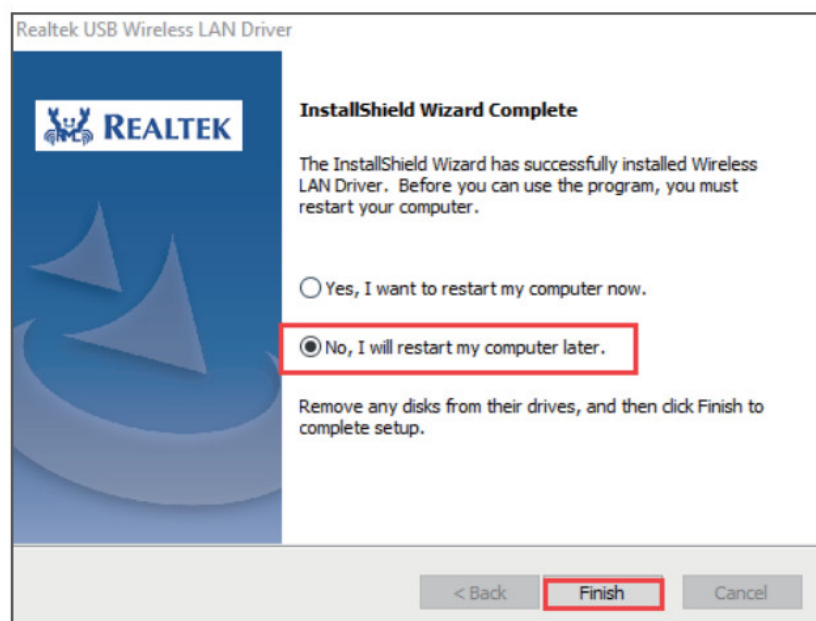 Realtek USB Wireless LAN Driver
REALTEK
InstallShield Wizard Complete
The InstallShield Wizard has successfully installed Wireless
LAN Driver. Before you can use the program, you must
restart your computer.
Yes, I want to restart my computer now.
No, I will restart my computer later.
Remove any disks from their drives, and then click Finish to
complete setup.
< Back Finish Cancel